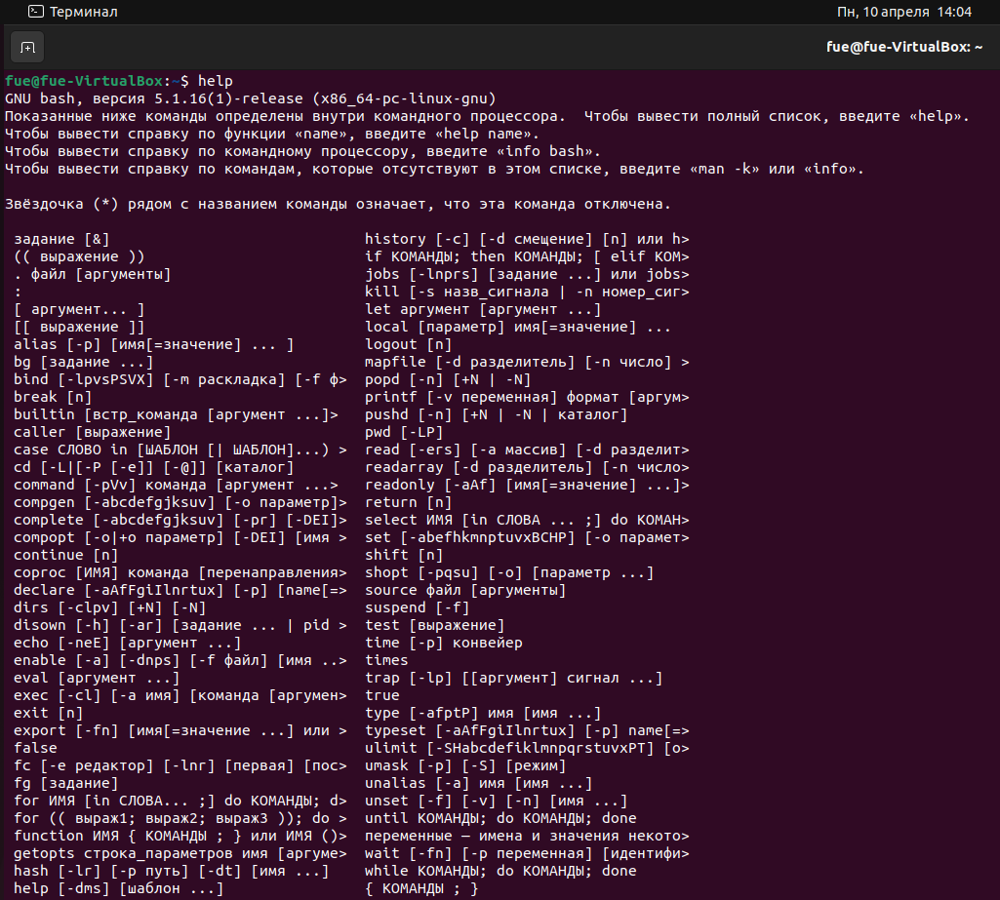 Терминал
Пн, 10 апреля 14:04
fue@fue-VirtualBox: ~
fue@fue-VirtualBox:~$ help
GNU bash, версия 5.1.16(1)-release (x86_64-pc-linux-gnu)
Показанные ниже команды определены внутри командного процессора.  Чтобы вывести полный список, введите «help».
Чтобы вывести справку по функции «name», введите «help name».
Чтобы вывести справку по командному процессору, введите «info bash».
Чтобы вывести справку по командам, которые отсутствуют в этом списке, введите «man -k» или «info».
Звёздочка (*) рядом с названием команды означает, что эта команда отключена.
задание [&] history [-c] [-d смещение] [n] или h>
(( выражение )) if КОМАНДЫ; then КОМАНДЫ; [ elif КОМ>
. файл [аргументы] jobs [-lnprs] [задание ...] или jobs>
: kill [-s назв_сигнала | -n номер_сиг>
[ аргумент... ] let аргумент [аргумент ...]
[[ выражение ]] local [параметр] имя[=значение] ...
alias [-p] [имя[=значение] ... ] logout [n]
bg [задание ...] mapfile [-d разделитель] [-n число] >
bind [-lpvsPSVX] [-m раскладка] [-f ф> popd [-n] [+N | -N]
break [n] printf [-v переменная] формат [аргум>
builtin [встр_команда [аргумент ...]> pushd [-n] [+N | -N | каталог]
caller [выражение] pwd [-LP]
case СЛОВО in [ШАБЛОН [| ШАБЛОН]...) > read [-ers] [-a массив] [-d разделит>
cd [-L|[-P [-e]] [-@]] [каталог] readarray [-d разделитель] [-n число>
command [-pVv] команда [аргумент ...> readonly [-aAf] [имя[=значение] ...]>
compgen [-abcdefgjksuv] [-o параметр]> return [n]
complete [-abcdefgjksuv] [-pr] [-DEI]> select ИМЯ [in СЛОВА ... ;] do КОМАН>
compopt [-o|+o параметр] [-DEI] [имя > set [-abefhkmnptuvxBCHP] [-o парамет>
continue [n] shift [n]
coproc [ИМЯ] команда [перенаправления> shopt [-pqsu] [-o] [параметр ...]
declare [-aAfFgiIlnrtux] [-p] [name[=> source файл [аргументы]
dirs [-clpv] [+N] [-N] suspend [-f]
disown [-h] [-ar] [задание ... | pid > test [выражение]
echo [-neE] [аргумент ...] time [-p] конвейер
enable [-a] [-dnps] [-f файл] [имя ..> times
eval [аргумент ...] trap [-lp] [[аргумент] сигнал ...]
exec [-cl] [-a имя] [команда [аргумен> true
exit [n] type [-afptP] имя [имя ...]
export [-fn] [имя[=значение ...] или > typeset [-aAfFgiIlnrtux] [-p] name[=>
false ulimit [-SHabcdefiklmnpqrstuvxPT] [о>
fc [-e редактор] [-lnr] [первая] [пос> umask [-p] [-S] [режим]
fg [задание] unalias [-a] имя [имя ...]
for ИМЯ [in СЛОВА... ;] do КОМАНДЫ; d> unset [-f] [-v] [-n] [имя ...]
for (( выраж1; выраж2; выраж3 )); do > until КОМАНДЫ; do КОМАНДЫ; done
function ИМЯ { КОМАНДЫ ; } или ИМЯ ()> переменные — имена и значения некото>
getopts строка_параметров имя [аргуме> wait [-fn] [-p переменная] [идентифи>
hash [-lr] [-p путь] [-dt] [имя ...] while КОМАНДЫ; do КОМАНДЫ; done
help [-dms] [шаблон ...] { КОМАНДЫ ; }